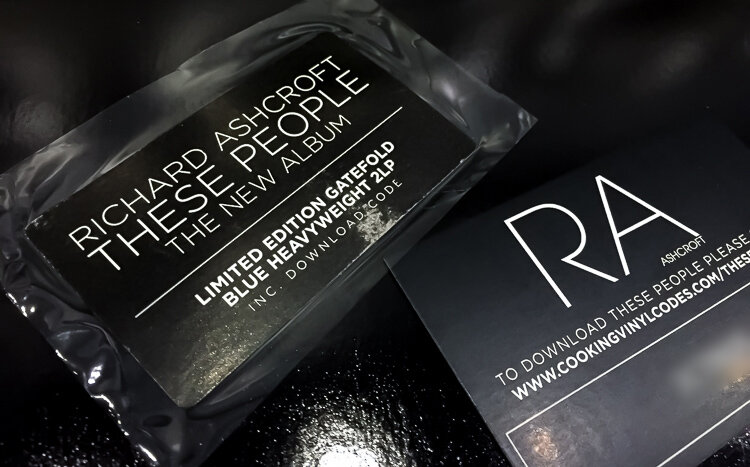 RICHARD ASHCROFT
THESE PEOPLE
THE NEW ALBUM
LIMITED EDITION GATEFOLD
BLUE HEAVYWEIGHT 2LP
INC. DOWNLOAD CODE
RA
ASHCROFT
TO DOWNLOAD THESE PEOPLE PLEASE
WWW.COOKINGVINYLCODES.COM/THESE